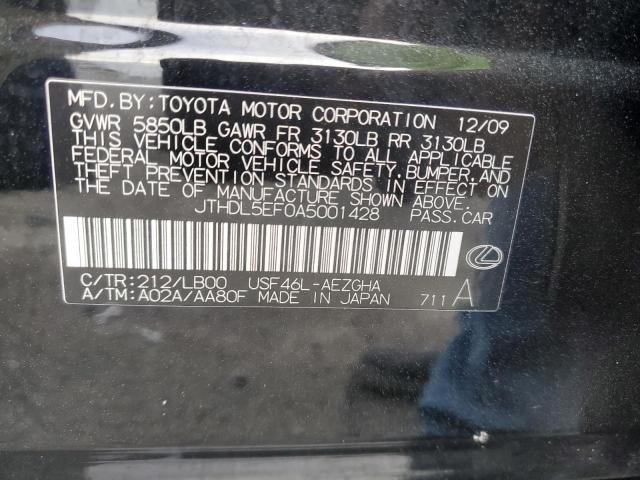 MFD. BY: TOYOTA MOTOR CORPORATION 12/09
GVWR 5850LB GAWR FR 3130LB RR 3130LB
THIS VEHICLE CONFORMS TO ALL APPLICABLE
FEDERAL MOTOR VEHICLE SAFETY, BUMPER, AND
THEFT PREVENTION STANDARDS IN EFFECT ON
THE DATE OF MANUFACTURE SHOWN ABOVE.
JTHDL5EF0A5001428 PASS. CAR
C/TR: 212/LB00 USF46L-AEZGHA
A/TM: A02A/AA80F MADE IN JAPAN 711 A